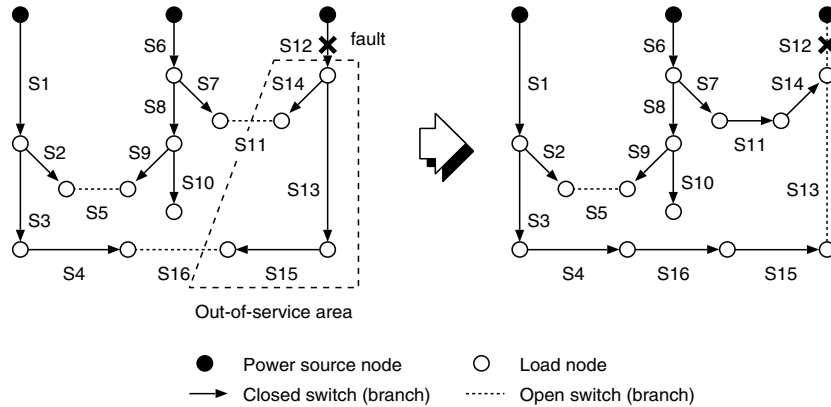 S12
fault
S6
S1
S7
S14
S8
S11
S2
S9
S10
S13
S5
S3
S4
S16
S15
Out-of-service area
S12
S6
S1
S7
S14
S8
S11
S2
S9
S10
S13
S5
S3
S4
S16
S15
Power source node
Load node
Closed switch (branch)
Open switch (branch)